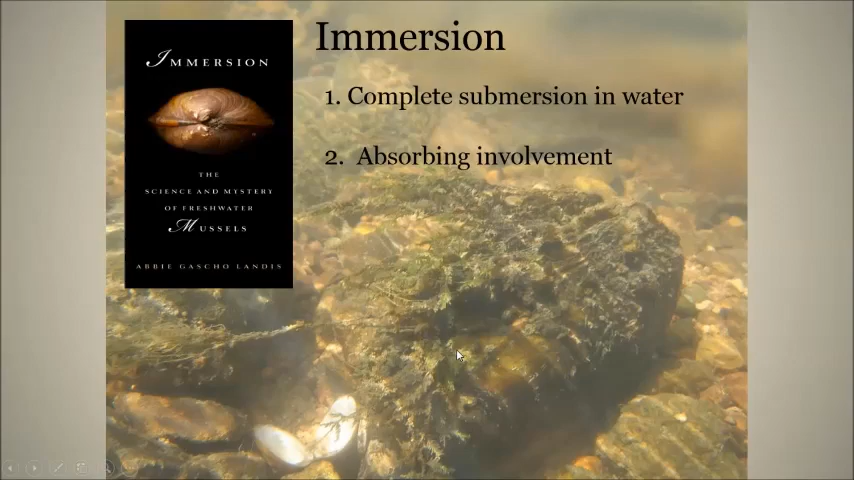 IMMERSION
THE
SCIENCE AND MYSTERY
OF FRESHWATER
MUSSELS
ABBIE GASCHO LANDIS
Immersion
1. Complete submersion in water
2. Absorbing involvement